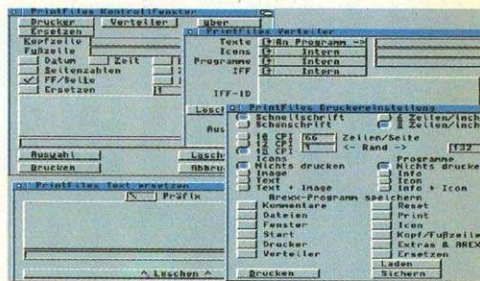 PrintFiles Kontrollfenster
Drucker Verteiler über
Ersetzen
Kopfzeile
Fußzeile
Datum Zeit
Seitenzahlen
FF/Seite
Ersetzen
Auswahl
Drucken
PrintFiles Verteiler
Texte An Programm ->
Icons Intern
Programme Intern
IFF Intern
IFF-ID
PrintFiles Druckereinstellung
Schnellschrift 6 Zeilen/inch
Schönschrift 8 Zeilen/inch
10 CPI 66 Zeilen/Seite
12 CPI 1 <- Rand -> 132
Icons Programme
Nichts drucken Nichts drucken
Image Info
Text Icon
Text + Image Info + Icon
Arexx-Programm speichern
Kommentare Reset
Dateien Print
Fenster Icon
Start Kopf/Fußzeile
Drucker Extras & AREXX
Verteiler Ersetzen
Laden
Drucken Sichern
PrintFiles Text ersetzen
Präfix
^ Löschen ^